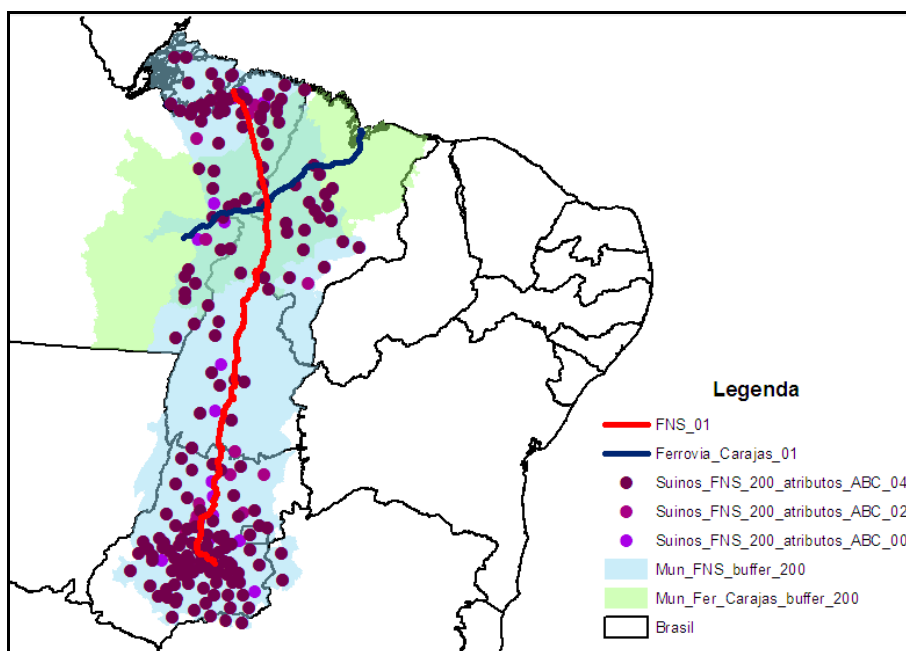 Legenda
FNS_01
Ferrovia_Carajas_01
Suinos_FNS_200_atributos_ABC_04
Suinos_FNS_200_atributos_ABC_02
Suinos_FNS_200_atributos_ABC_00
Mun_FNS_buffer_200
Mun_Fer_Carajas_buffer_200
Brasil